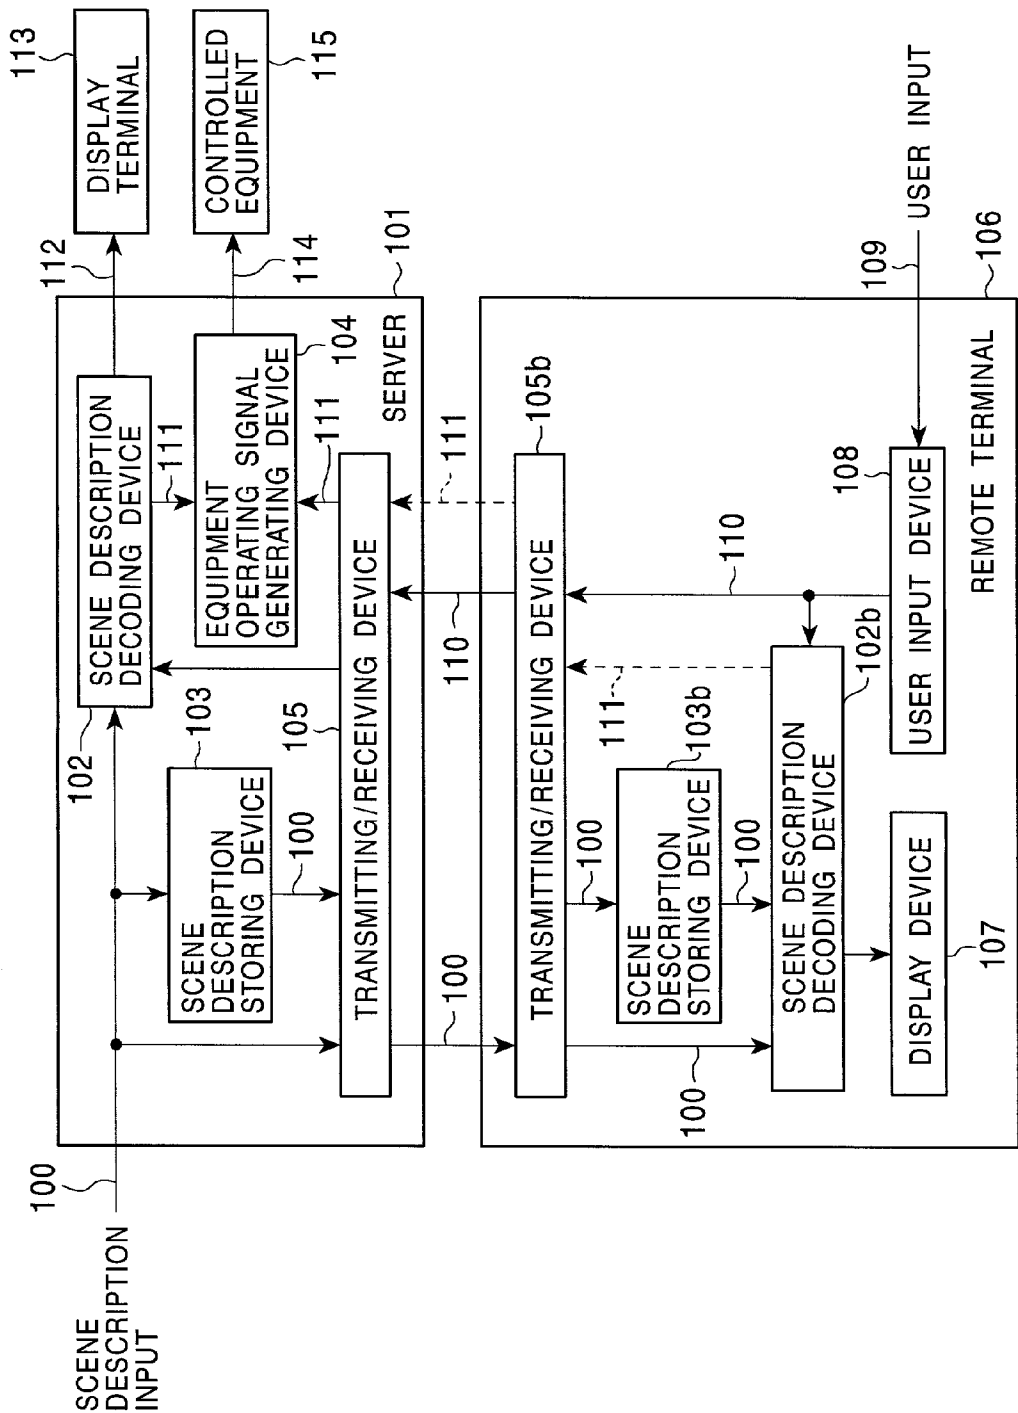 SCENE
DESCRIPTION
INPUT
100
102
SCENE DESCRIPTION
DECODING DEVICE
112
DISPLAY
TERMINAL
113
103
SCENE
DESCRIPTION
STORING DEVICE
100
111
EQUIPMENT
OPERATING SIGNAL
GENERATING DEVICE
104
114
CONTROLLED
EQUIPMENT
115
105
111
TRANSMITTING/RECEIVING DEVICE
SERVER
101
100
110
111
TRANSMITTING/RECEIVING DEVICE
105b
100
SCENE
DESCRIPTION
STORING DEVICE
103b
100
100
111
110
SCENE DESCRIPTION
DECODING DEVICE
102b
108
109
USER INPUT
DISPLAY DEVICE
107
USER INPUT DEVICE
REMOTE TERMINAL
106